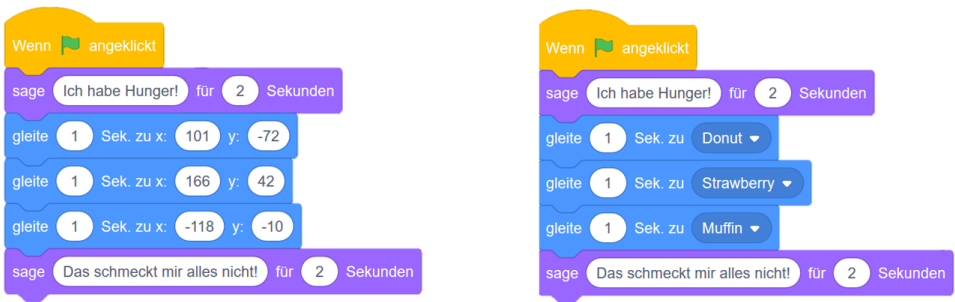 Wenn angeklickt
sage Ich habe Hunger! für 2 Sekunden
gleite 1 Sek. zu x: 101 y: -72
gleite 1 Sek. zu x: 166 y: 42
gleite 1 Sek. zu x: -118 y: -10
sage Das schmeckt mir alles nicht! für 2 Sekunden
Wenn angeklickt
sage Ich habe Hunger! für 2 Sekunden
gleite 1 Sek. zu Donut
gleite 1 Sek. zu Strawberry
gleite 1 Sek. zu Muffin
sage Das schmeckt mir alles nicht! für 2 Sekunden